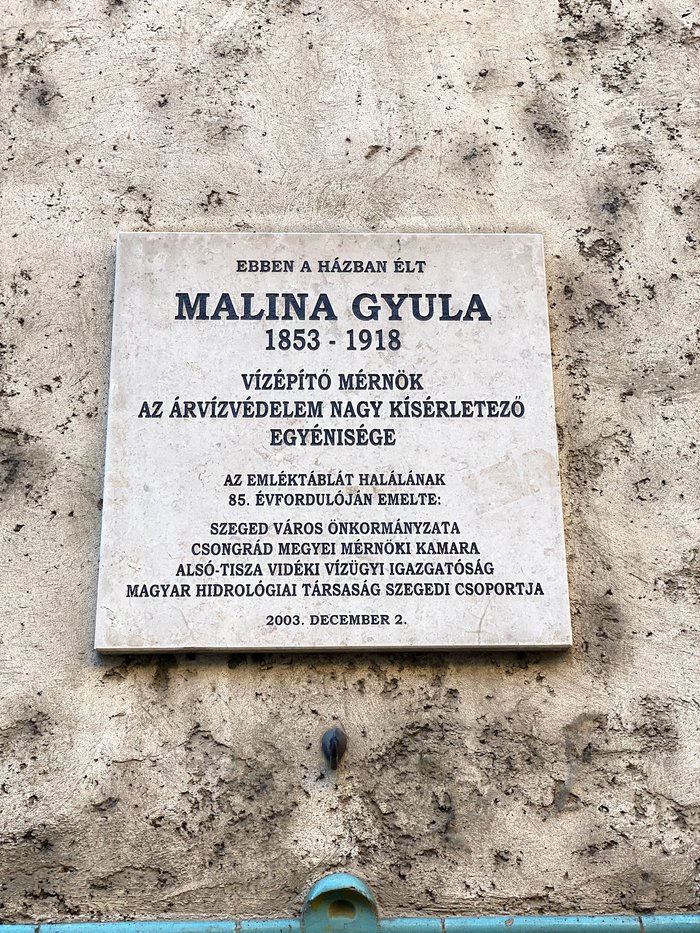 EBBEN A HÁZBAN ÉLT
MALINA GYULA
1853 - 1918
VÍZÉPÍTŐ MÉRNÖK
AZ ÁRVÍZVÉDELEM NAGY KÍSÉRLETEZŐ
EGYÉNISÉGE
AZ EMLÉKTÁBLÁT HALÁLÁNAK
85. ÉVFORDULÓJÁN EMELTE:
SZEGED VÁROS ÖNKORMÁNYZATA
CSONGRÁD MEGYEI MÉRNÖKI KAMARA
ALSÓ-TISZA VIDÉKI VÍZÜGYI IGAZGATÓSÁG
MAGYAR HIDROLÓGIAI TÁRSASÁG SZEGEDI CSOPORTJA
2003. DECEMBER 2.